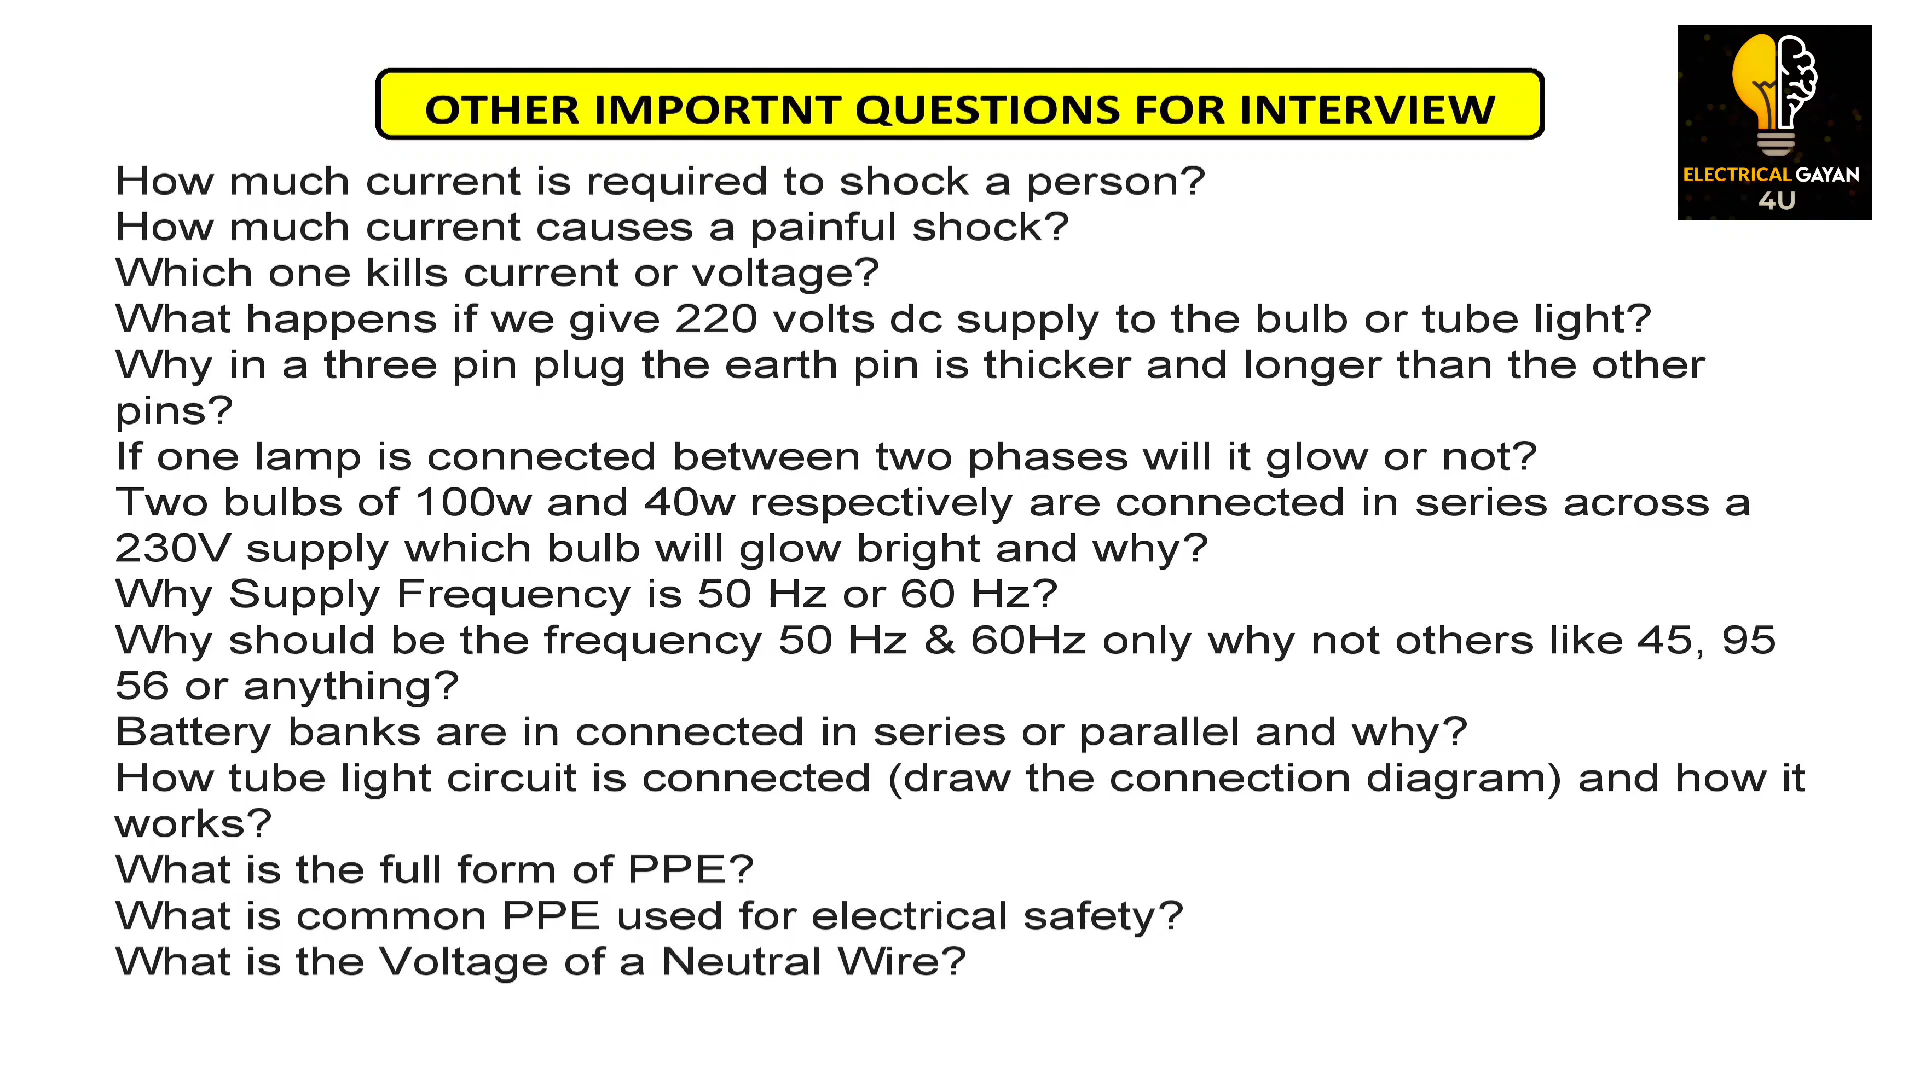 OTHER IMPORTNT QUESTIONS FOR INTERVIEW
ELECTRICAL GAYAN
4U
How much current is required to shock a person?
How much current causes a painful shock?
Which one kills current or voltage?
What happens if we give 220 volts dc supply to the bulb or tube light?
Why in a three pin plug the earth pin is thicker and longer than the other
pins?
If one lamp is connected between two phases will it glow or not?
Two bulbs of 100w and 40w respectively are connected in series across a
230V supply which bulb will glow bright and why?
Why Supply Frequency is 50 Hz or 60 Hz?
Why should be the frequency 50 Hz & 60Hz only why not others like 45, 95
56 or anything?
Battery banks are in connected in series or parallel and why?
How tube light circuit is connected (draw the connection diagram) and how it
works?
What is the full form of PPE?
What is common PPE used for electrical safety?
What is the Voltage of a Neutral Wire?